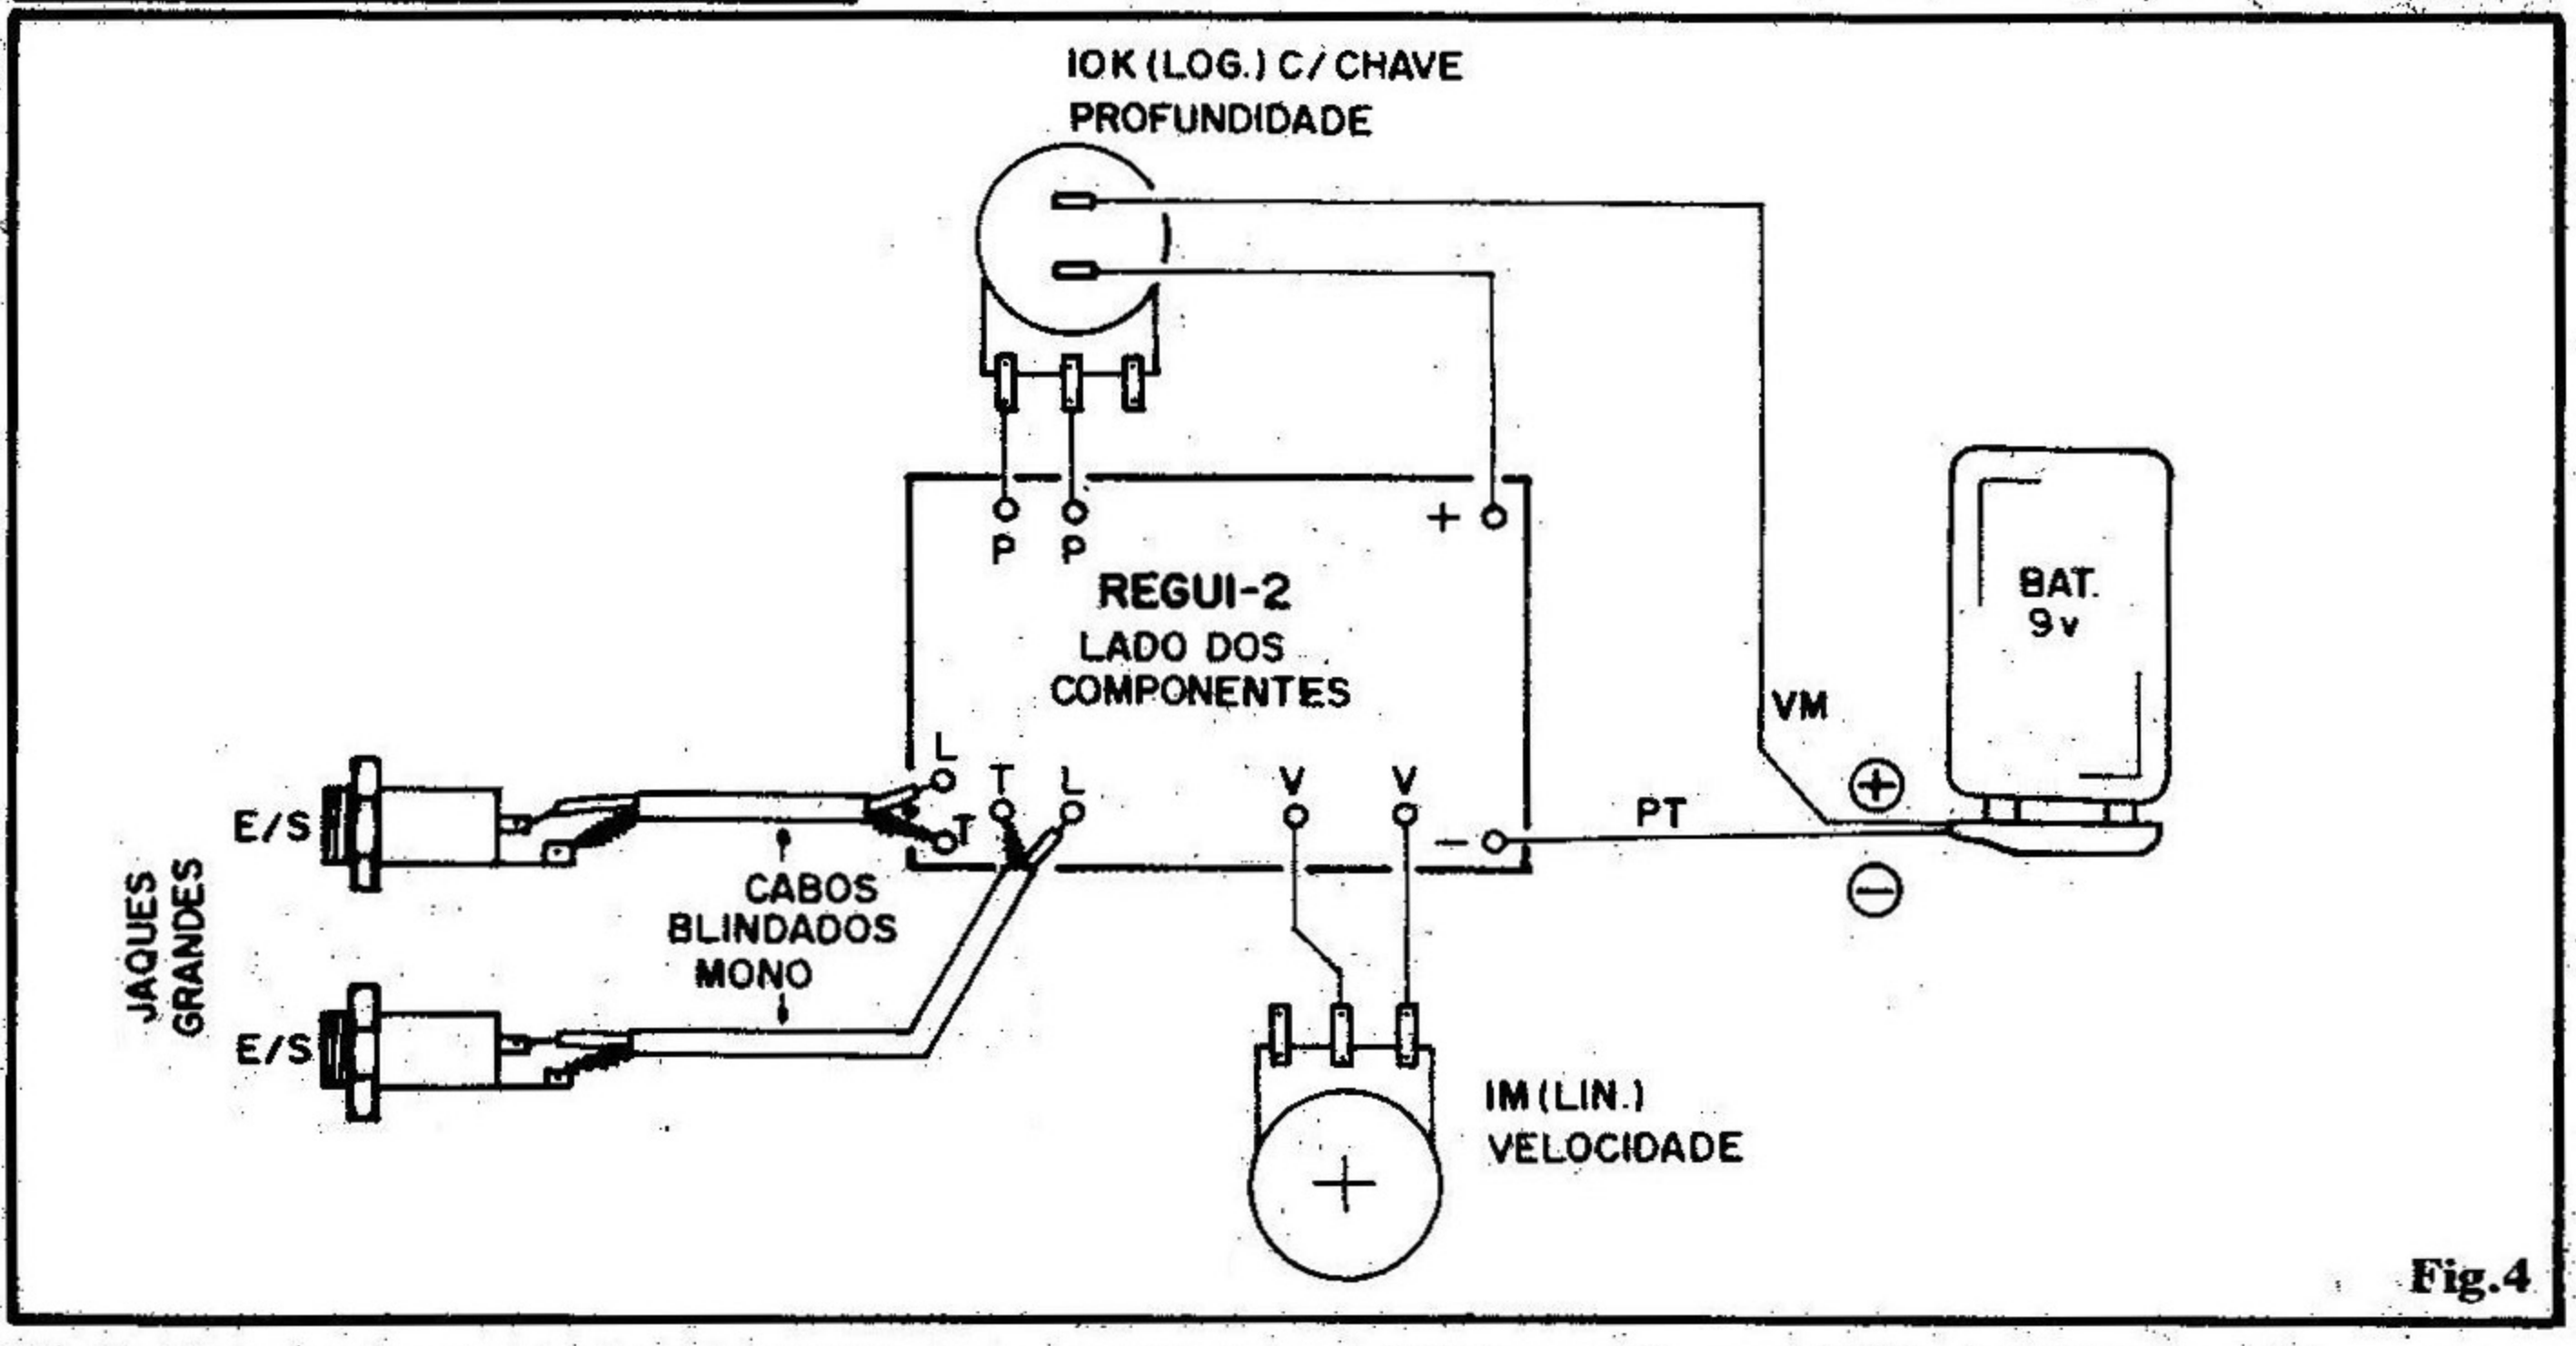 10K (LOG.) C/ CHAVE
PROFUNDIDADE
P P
+
REGUI-2
LADO DOS
COMPONENTES
BAT.
9v
VM
L
T L
V V
T
-
PT
+
-
E/S
E/S
JAQUES
GRANDES
CABOS
BLINDADOS
MONO
1M (LIN.)
VELOCIDADE
Fig.4